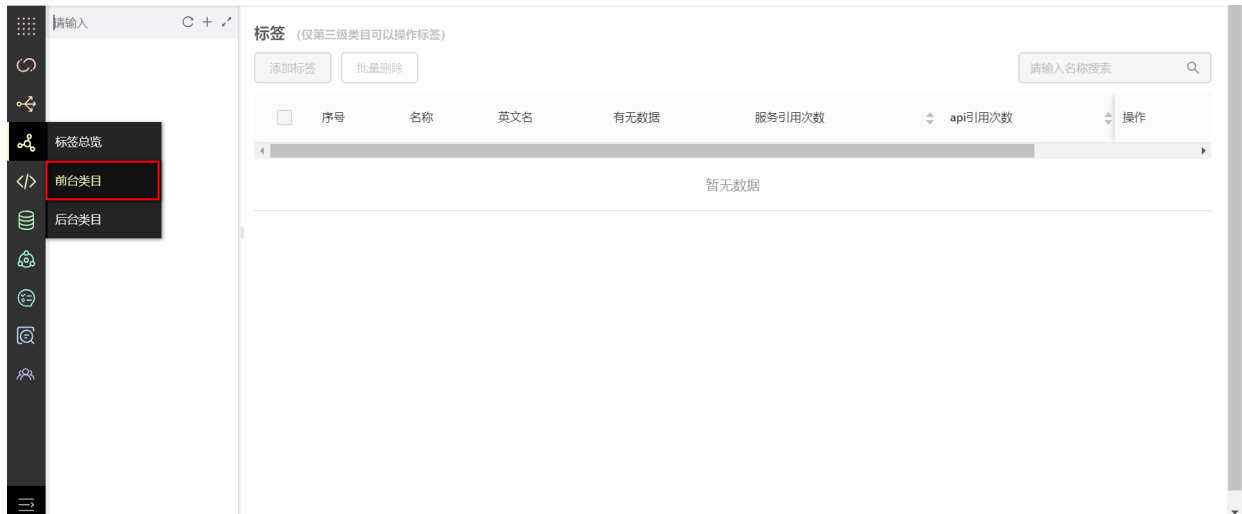 请输入
标签 (仅第三级类目可以操作标签)
添加标签 批量删除 请输入名称搜索
序号 名称 英文名 有无数据 服务引用次数 api引用次数 操作
标签总览
前台类目
后台类目
暂无数据